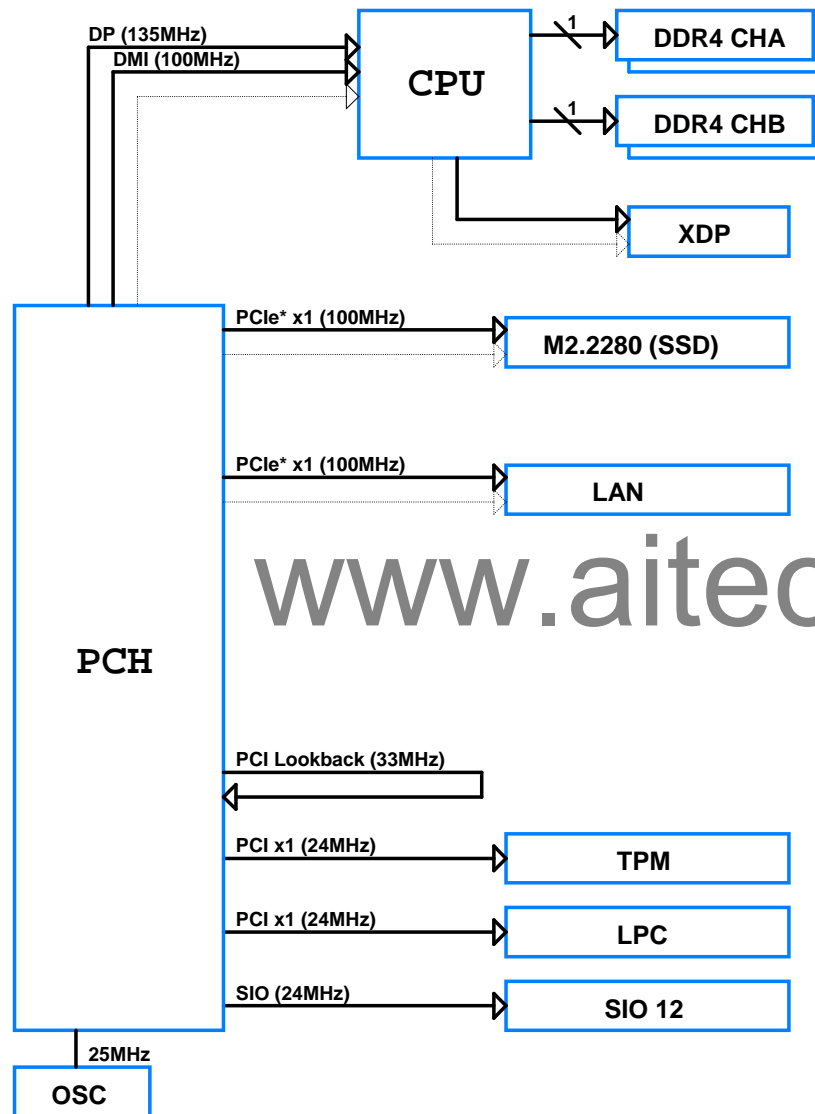 DP (135MHz)
DMI (100MHz)
CPU
1
DDR4 CHA
1
DDR4 CHB
XDP
PCIe* x1 (100MHz)
M2.2280 (SSD)
PCIe* x1 (100MHz)
LAN
www.aitec
PCH
PCI Lookback (33MHz)
PCI x1 (24MHz)
TPM
PCI x1 (24MHz)
LPC
SIO (24MHz)
SIO 12
25MHz
OSC